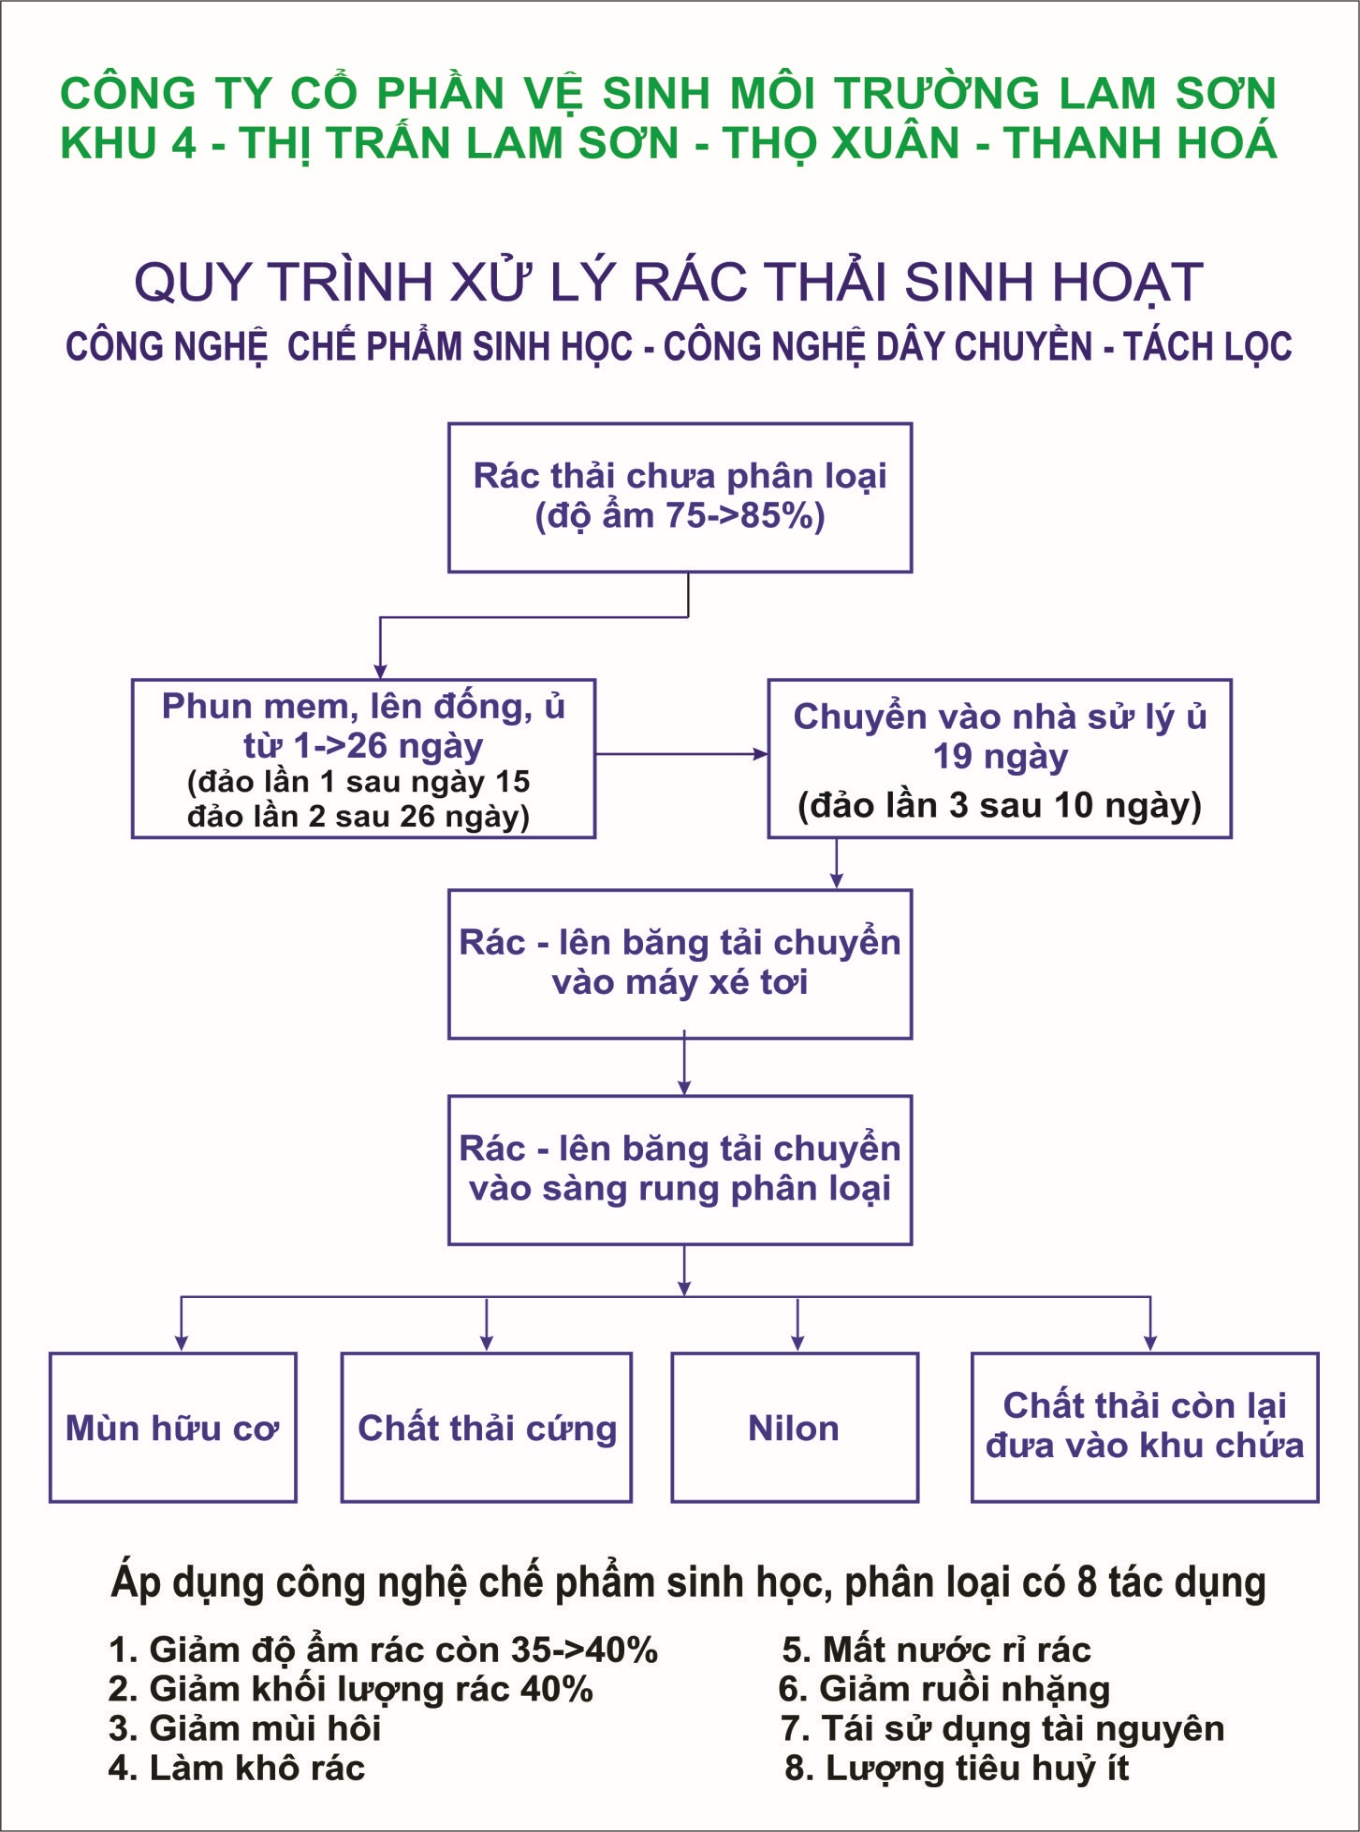 CÔNG TY CỔ PHẦN VỆ SINH MÔI TRƯỜNG LAM SƠN
KHU 4 - THỊ TRẤN LAM SƠN - THỌ XUÂN - THANH HOÁ
QUY TRÌNH XỬ LÝ RÁC THẢI SINH HOẠT
CÔNG NGHỆ CHẾ PHẨM SINH HỌC - CÔNG NGHỆ DÂY CHUYỀN - TÁCH LỌC
Rác thải chưa phân loại
(độ ẩm 75->85%)
Phun mem, lên đống, ủ
từ 1->26 ngày
(đảo lần 1 sau ngày 15
đảo lần 2 sau 26 ngày)
Chuyển vào nhà sử lý ủ
19 ngày
(đảo lần 3 sau 10 ngày)
Rác - lên băng tải chuyển
vào máy xé tơi
Rác - lên băng tải chuyển
vào sàng rung phân loại
Mùn hữu cơ
Chất thải cứng
Nilon
Chất thải còn lại
đưa vào khu chứa
Áp dụng công nghệ chế phẩm sinh học, phân loại có 8 tác dụng
1. Giảm độ ẩm rác còn 35->40%
2. Giảm khối lượng rác 40%
3. Giảm mùi hôi
4. Làm khô rác
5. Mất nước rỉ rác
6. Giảm ruồi nhặng
7. Tái sử dụng tài nguyên
8. Lượng tiêu huỷ ít